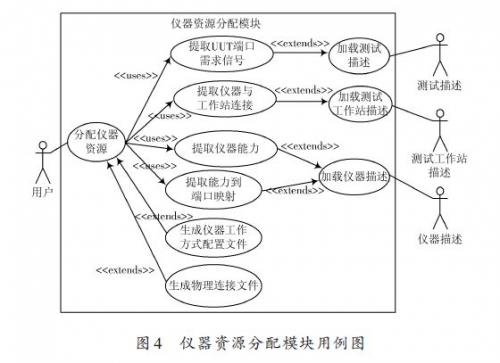 仪器资源分配模块
提取UUT端口
需求信号
<<extends>>
加载测试
描述
测试描述
<<uses>>
提取仪器与
工作站连接
<<extends>>
加载测试
工作站描述
<<uses>>
分配仪器
资源
用户
<<uses>>
提取仪器能力
<<extends>>
测试工作站
描述
<<uses>>
提取能力到
端口映射
<<extends>>
加载仪器描述
仪器描述
<<extends>>
生成仪器工作
方式配置文件
<<extends>>
生成物理连接文件
图4 仪器资源分配模块用例图